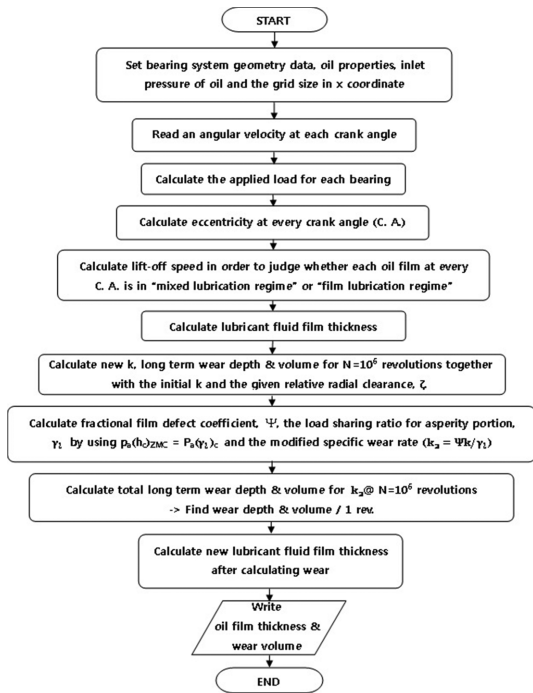 START
Set bearing system geometry data, oil properties, inlet
pressure of oil and the grid size in x coordinate
Read an angular velocity at each crank angle
Calculate the applied load for each bearing
Calculate eccentricity at every crank angle (C. A.)
Calculate lift-off speed in order to judge whether each oil film at every
C. A. is in “mixed lubrication regime” or “film lubrication regime”
Calculate lubricant fluid film thickness
Calculate new k, long term wear depth & volume for N=10⁶ revolutions together
with the initial k and the given relative radial clearance, ζ
Calculate fractional film defect coefficient, Ψ, the load sharing ratio for asperity portion,
γ₁ by using pₐ(h_c)_ZMC = Pₐ(γ₁)_c and the modified specific wear rate (kₐ = Ψk/γ₁)
Calculate total long term wear depth & volume for kₐ@ N=10⁶ revolutions
-> Find wear depth & volume / 1 rev.
Calculate new lubricant fluid film thickness
after calculating wear
Write
oil film thickness &
wear volume
END